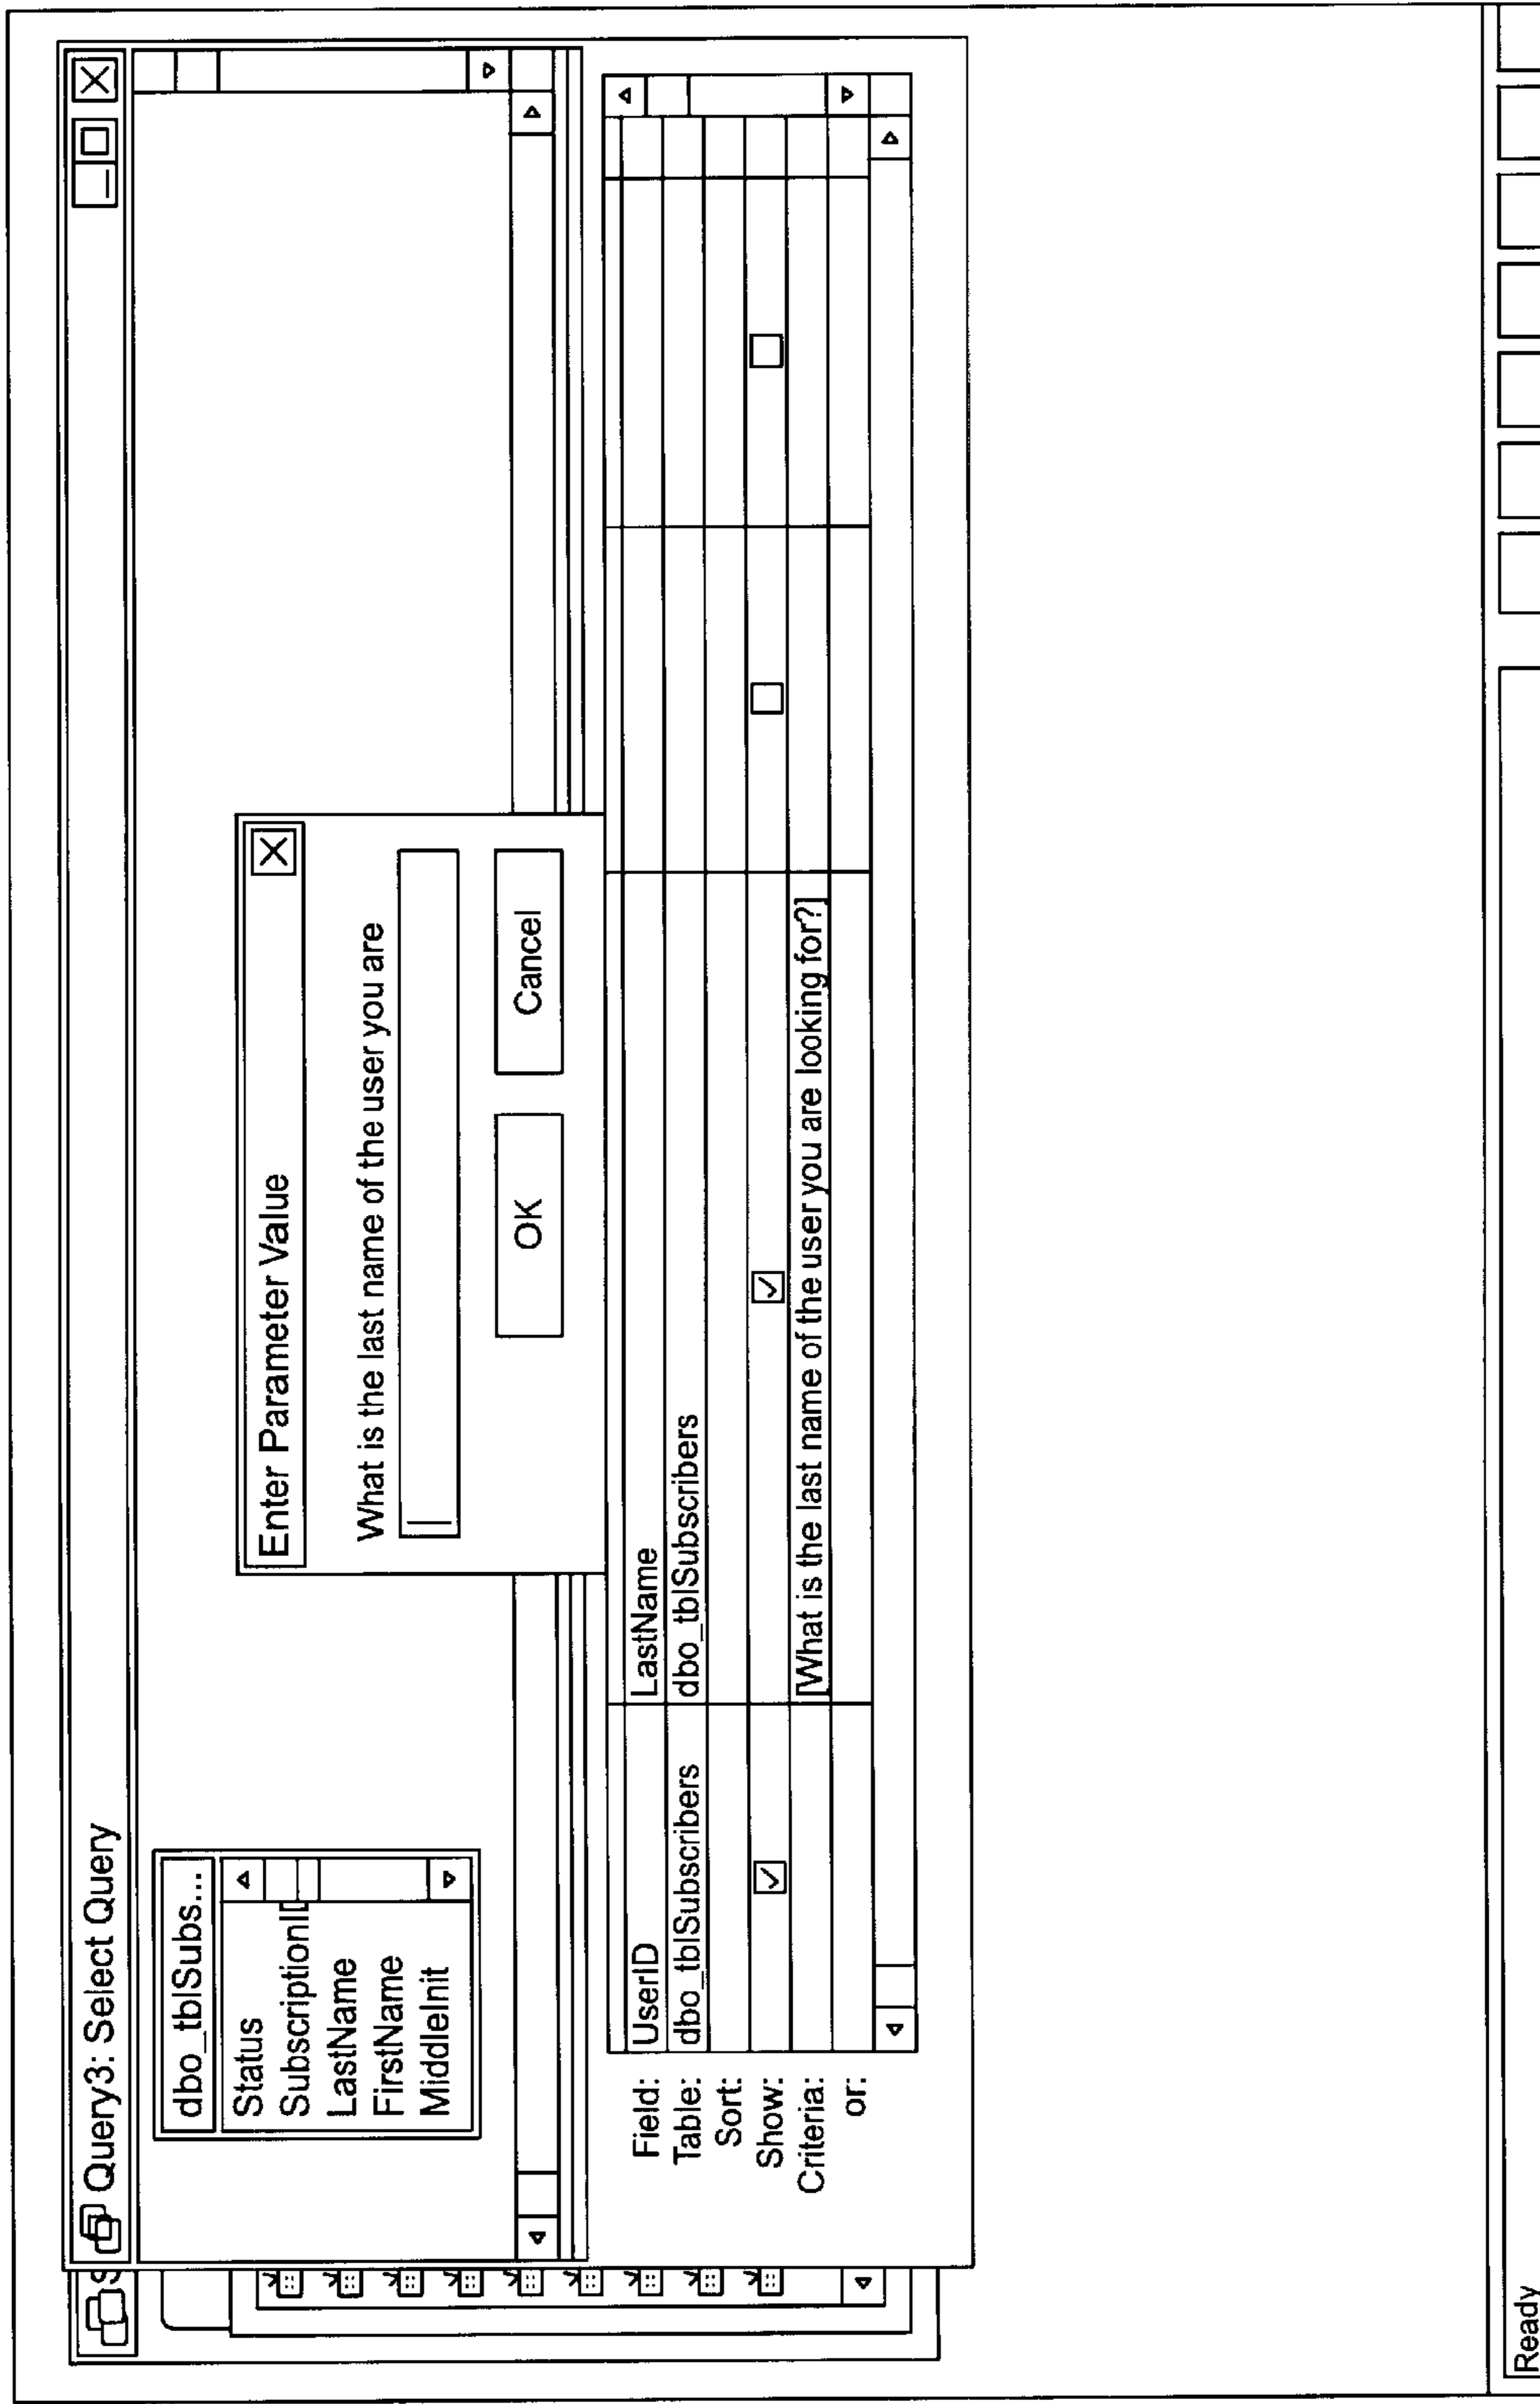 Query3: Select Query
dbo_tblSubs...
Status
SubscriptionID
LastName
FirstName
MiddleInit
Enter Parameter Value
What is the last name of the user you are
OK
Cancel
Field: UserID LastName
Table: dbo_tblSubscribers dbo_tblSubscribers
Sort:
Show:
Criteria: [What is the last name of the user you are looking for?]
or:
Ready